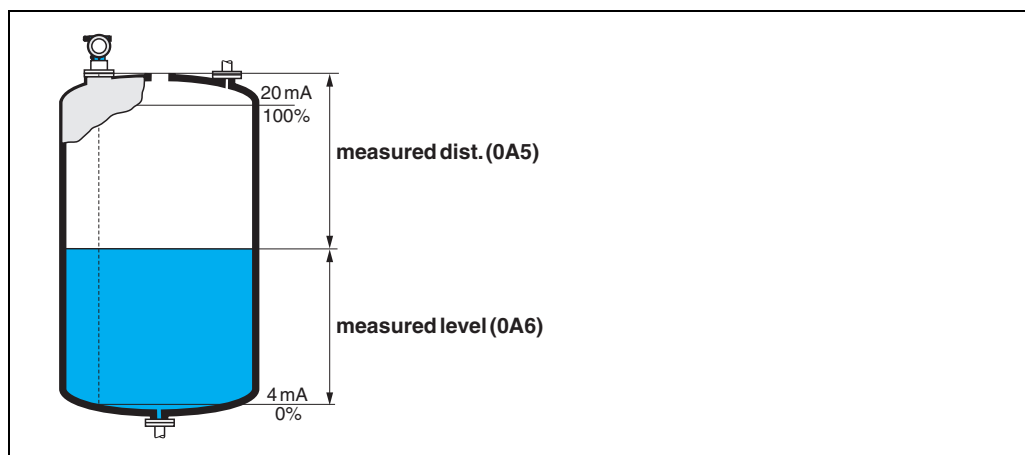 20 mA
100%
measured dist. (0A5)
measured level (0A6)
4 mA
0%